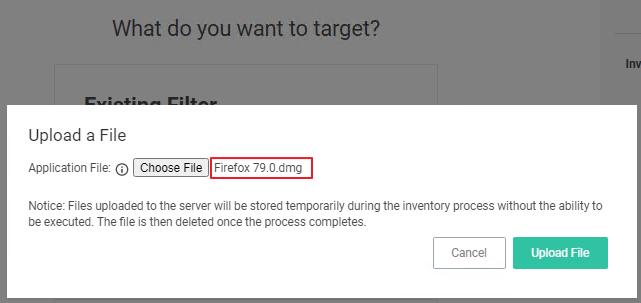 What do you want to target?
Inv
Existing Filter
Upload a File
Application File: Choose File Firefox 79.0.dmg
Notice: Files uploaded to the server will be stored temporarily during the inventory process without the ability to
be executed. The file is then deleted once the process completes.
Cancel Upload File